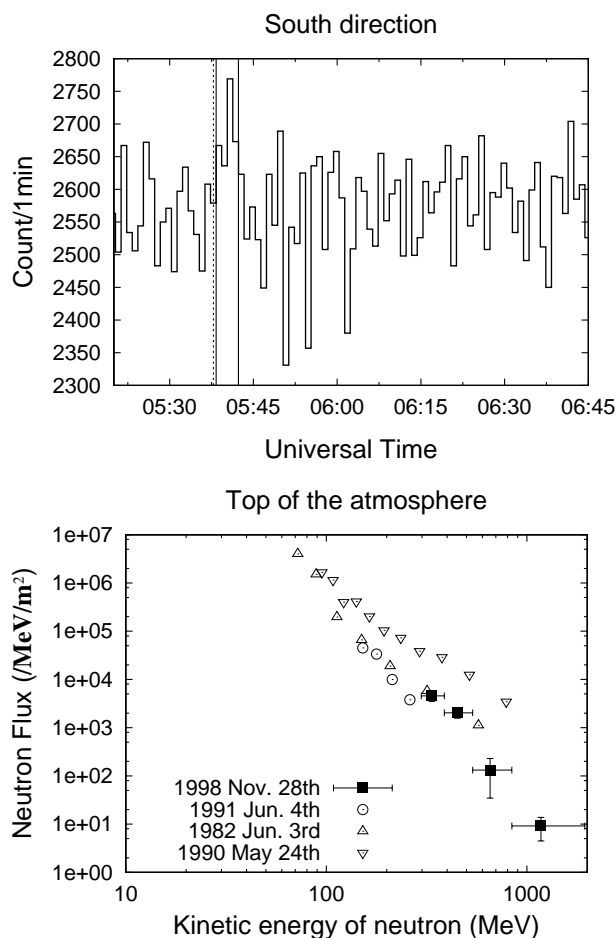 South direction
2800
2750
2700
2650
2600
2550
2500
2450
2400
2350
2300
Count/1min
05:30 05:45 06:00 06:15 06:30 06:45
Universal Time
Top of the atmosphere
1e+07
1e+06
1e+05
1e+04
1e+03
1e+02
1e+01
1e+00
Neutron Flux (/MeV/m²)
1998 Nov. 28th
1991 Jun. 4th
1982 Jun. 3rd
1990 May 24th
10 100 1000
Kinetic energy of neutron (MeV)